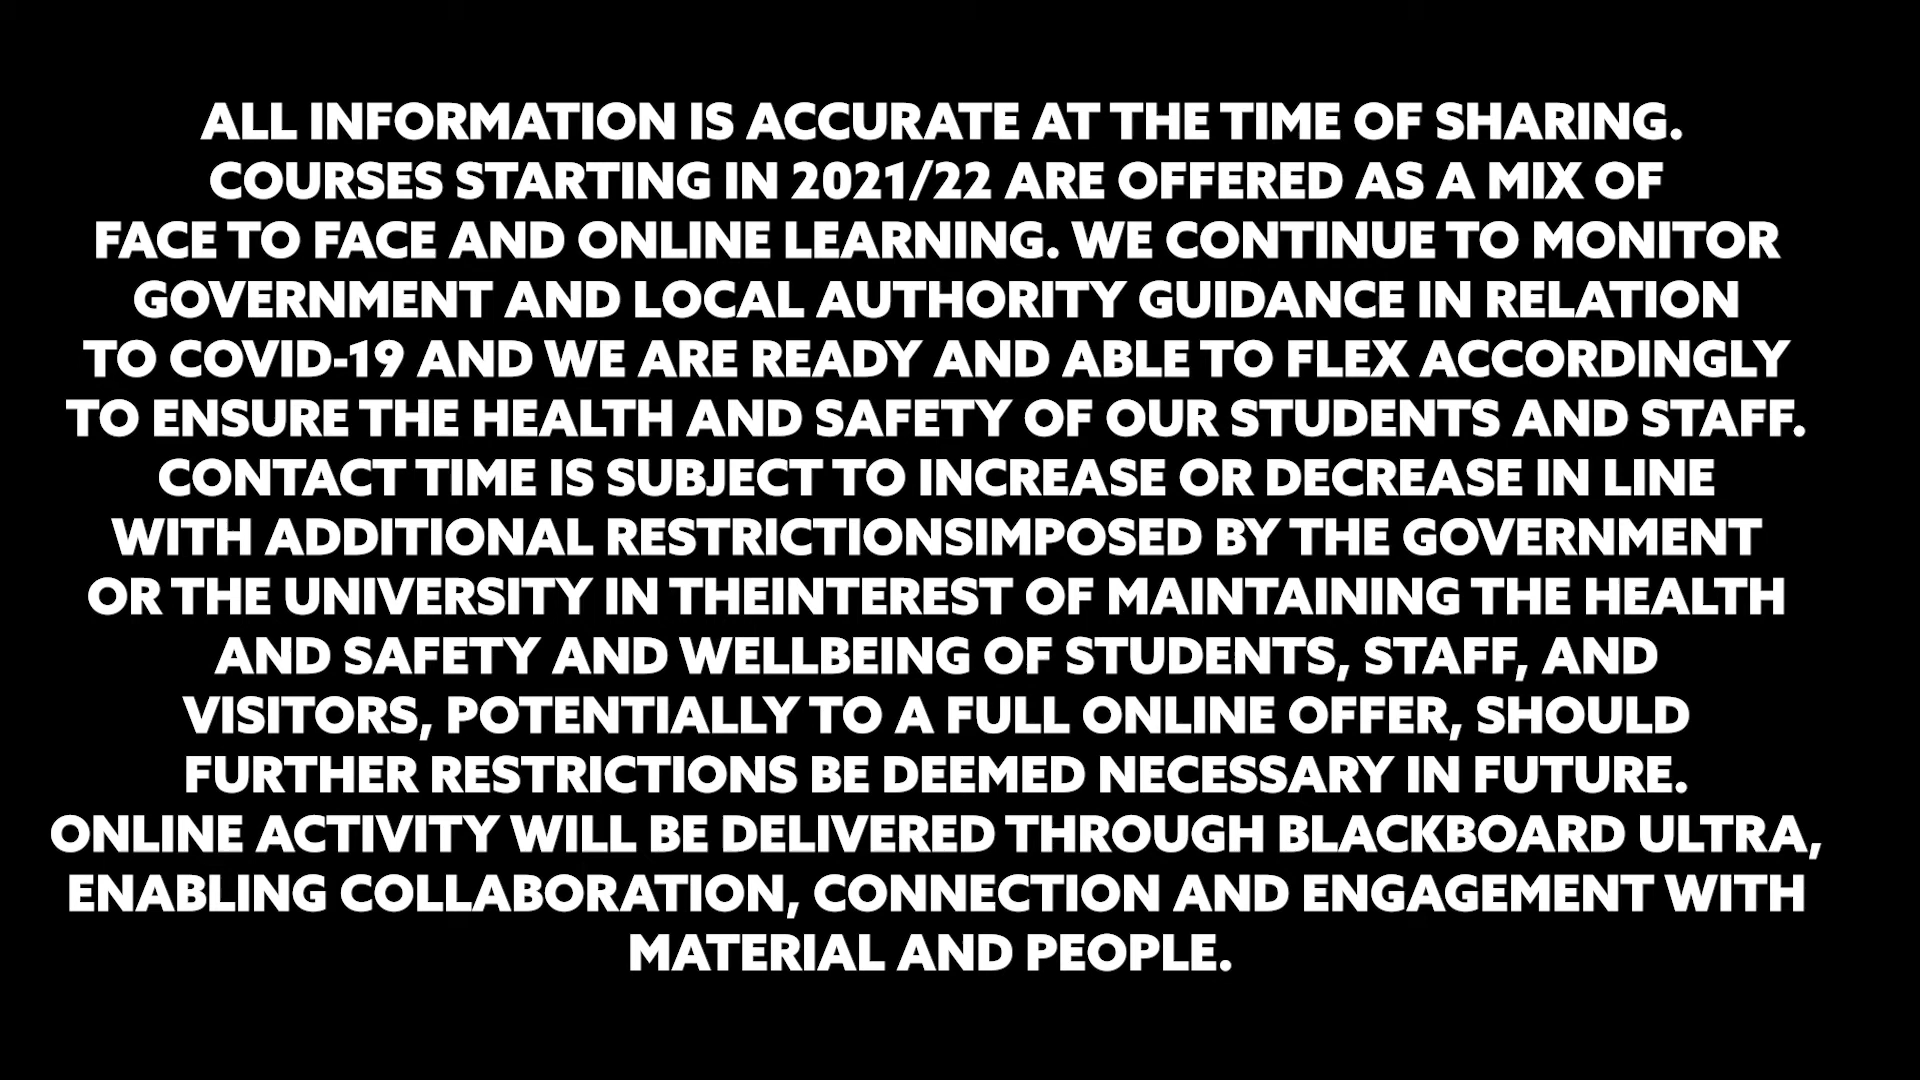 ALL INFORMATION IS ACCURATE AT THE TIME OF SHARING.
COURSES STARTING IN 2021/22 ARE OFFERED AS A MIX OF
FACE TO FACE AND ONLINE LEARNING. WE CONTINUE TO MONITOR
GOVERNMENT AND LOCAL AUTHORITY GUIDANCE IN RELATION
TO COVID-19 AND WE ARE READY AND ABLE TO FLEX ACCORDINGLY
TO ENSURE THE HEALTH AND SAFETY OF OUR STUDENTS AND STAFF.
CONTACT TIME IS SUBJECT TO INCREASE OR DECREASE IN LINE
WITH ADDITIONAL RESTRICTIONSIMPOSED BY THE GOVERNMENT
OR THE UNIVERSITY IN THEINTEREST OF MAINTAINING THE HEALTH
AND SAFETY AND WELLBEING OF STUDENTS, STAFF, AND
VISITORS, POTENTIALLY TO A FULL ONLINE OFFER, SHOULD
FURTHER RESTRICTIONS BE DEEMED NECESSARY IN FUTURE.
ONLINE ACTIVITY WILL BE DELIVERED THROUGH BLACKBOARD ULTRA,
ENABLING COLLABORATION, CONNECTION AND ENGAGEMENT WITH
MATERIAL AND PEOPLE.